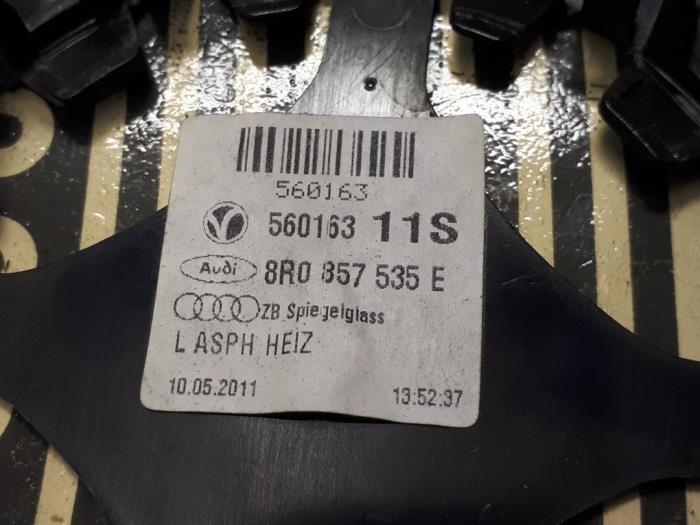 560163
560163 11S
Audi 8R0 857 535 E
ZB Spiegelglass
L ASPH HEIZ
10.05.2011 13:52:37